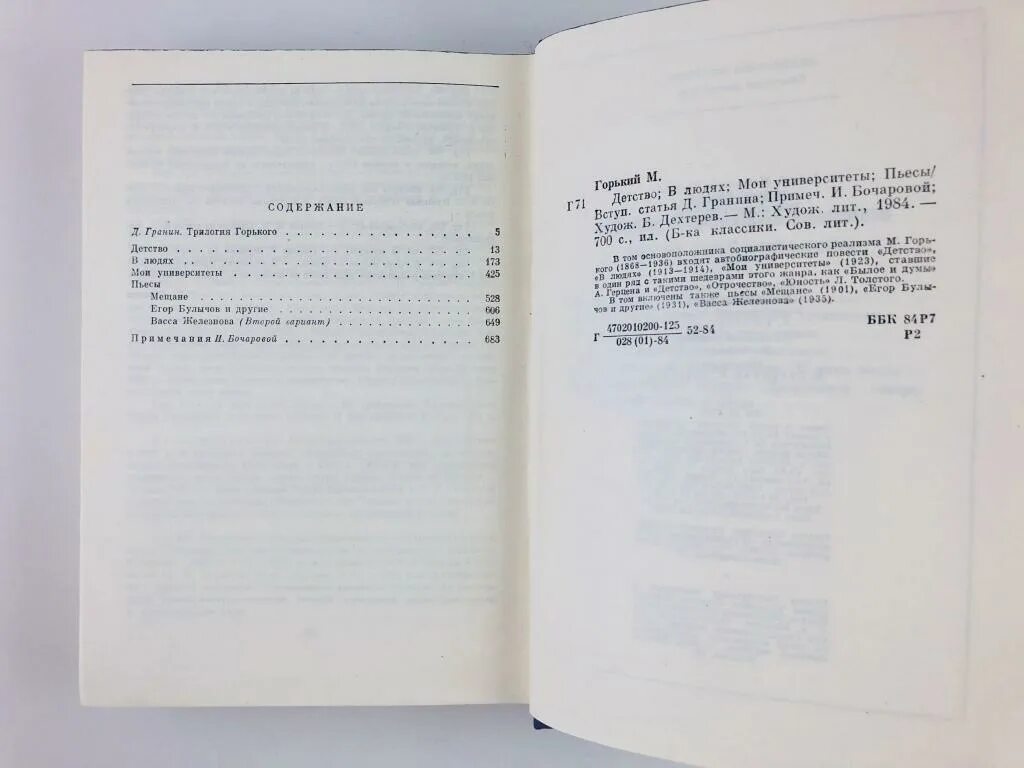 СОДЕРЖАНИЕ
Д. Гранин. Трилогия Горького . . . . . . . . . . . . . . . . 5
Детство . . . . . . . . . . . . . . . . . . . . . . . . 13
В людях . . . . . . . . . . . . . . . . . . . . . . . . 173
Мои университеты . . . . . . . . . . . . . . . . . . . . 425
Пьесы
Мещане . . . . . . . . . . . . . . . . . . . . . . . . 528
Егор Булычов и другие . . . . . . . . . . . . . . . . . 606
Васса Железнова (Второй вариант) . . . . . . . . . . . . 649
Примечания И. Бочаровой . . . . . . . . . . . . . . . . 683
Горький М.
Г71 Детство; В людях; Мои университеты; Пьесы/
Вступ. статья Д. Гранина; Примеч. И. Бочаровой;
Худож. Б. Дехтерев.— М.: Худож. лит., 1984. —
700 с., ил. (Б-ка классики. Сов. лит.).
В том основоположника социалистического реализма М. Горь-
кого (1868—1936) входят автобиографические повести «Детство»,
«В людях» (1913—1914), «Мои университеты» (1923), ставшие
в один ряд с такими шедеврами этого жанра, как «Былое и думы»
А. Герцена и «Детство», «Отрочество», «Юность» Л. Толстого.
В том включены также пьесы «Мещане» (1901), «Егор Булы-
чов и другие» (1931), «Васса Железнова» (1935).
Г 4702010200-125 52-84
028(01)-84
ББК 84Р7
Р2